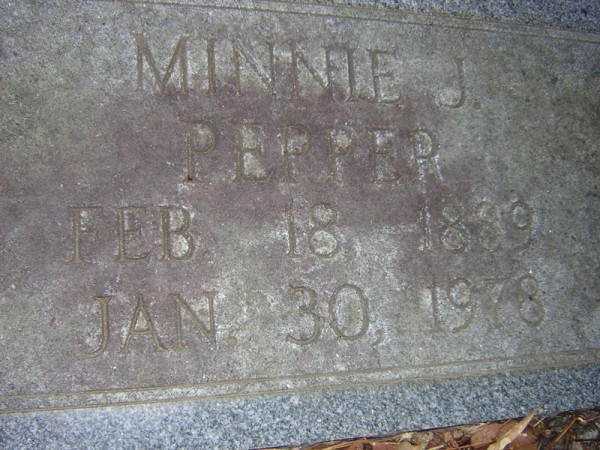 MINNIE J.
PEPPER
FEB. 18, 1889
JAN. 30, 1978